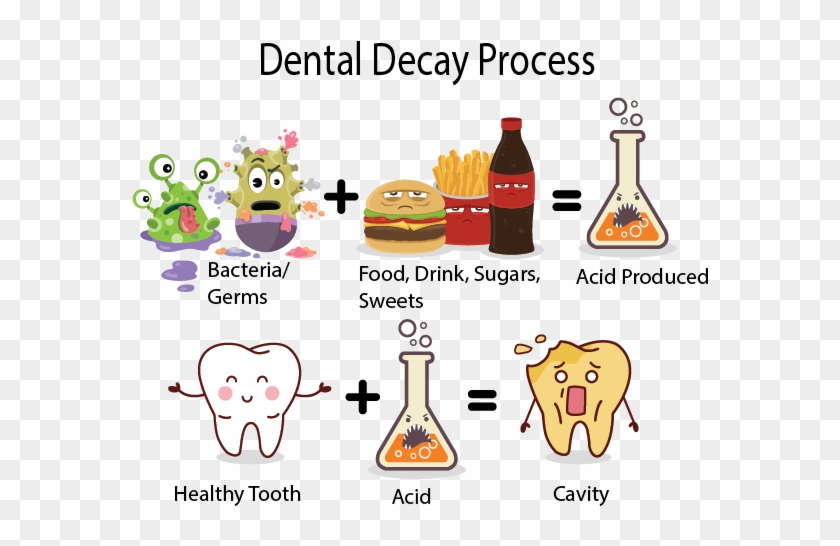 Dental Decay Process
Bacteria/
Germs
Food, Drink, Sugars,
Sweets
Acid Produced
Healthy Tooth
Acid
Cavity